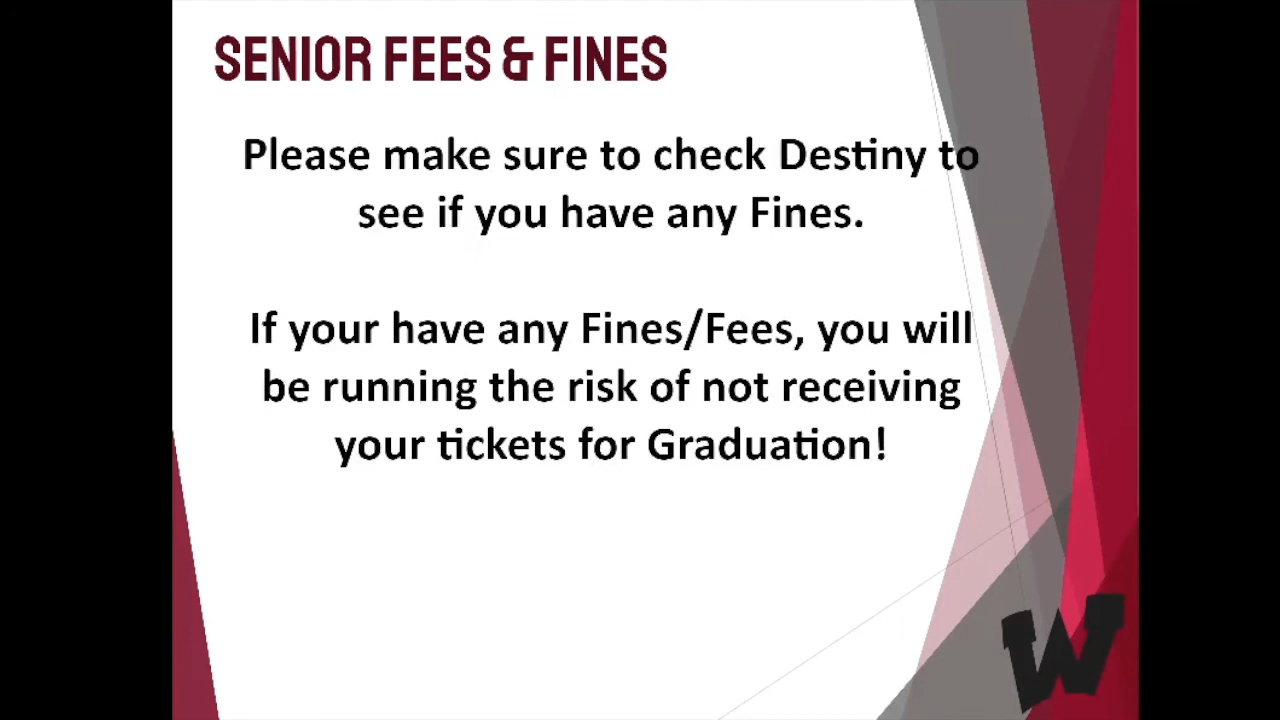 SENIOR FEES & FINES
Please make sure to check Destiny to
see if you have any Fines.
If your have any Fines/Fees, you will
be running the risk of not receiving
your tickets for Graduation!
W